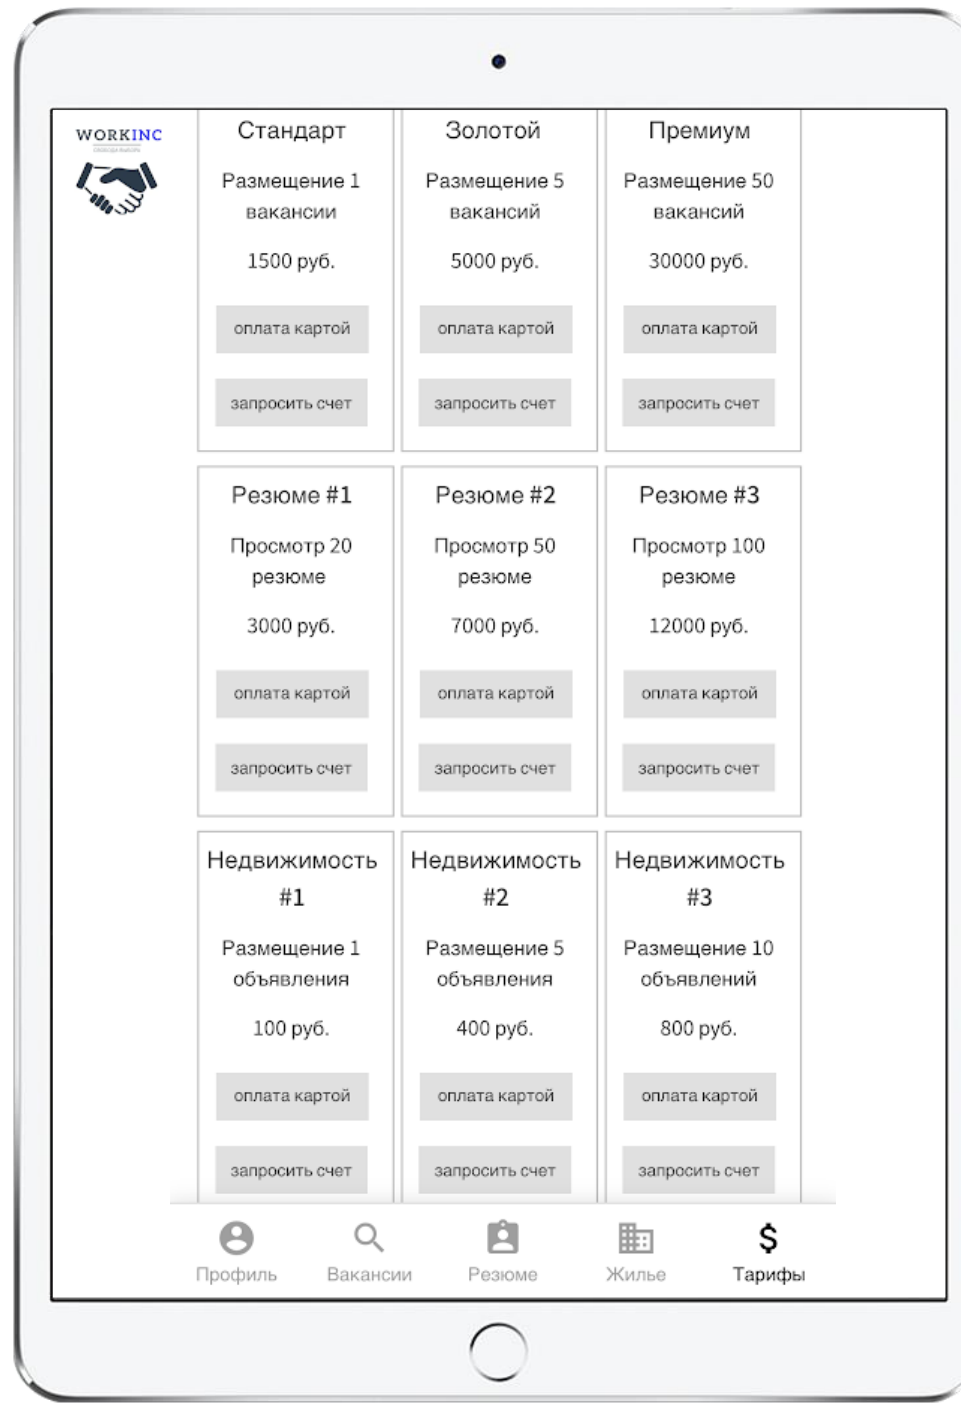 WORKINC
Стандарт
Размещение 1
вакансии
1500 руб.
оплата картой
запросить счет
Золотой
Размещение 5
вакансий
5000 руб.
оплата картой
запросить счет
Премиум
Размещение 50
вакансий
30000 руб.
оплата картой
запросить счет
Резюме #1
Просмотр 20
резюме
3000 руб.
оплата картой
запросить счет
Резюме #2
Просмотр 50
резюме
7000 руб.
оплата картой
запросить счет
Резюме #3
Просмотр 100
резюме
12000 руб.
оплата картой
запросить счет
Недвижимость
#1
Размещение 1
объявления
100 руб.
оплата картой
запросить счет
Недвижимость
#2
Размещение 5
объявления
400 руб.
оплата картой
запросить счет
Недвижимость
#3
Размещение 10
объявлений
800 руб.
оплата картой
запросить счет
Профиль
Вакансии
Резюме
Жилье
$
Тарифы